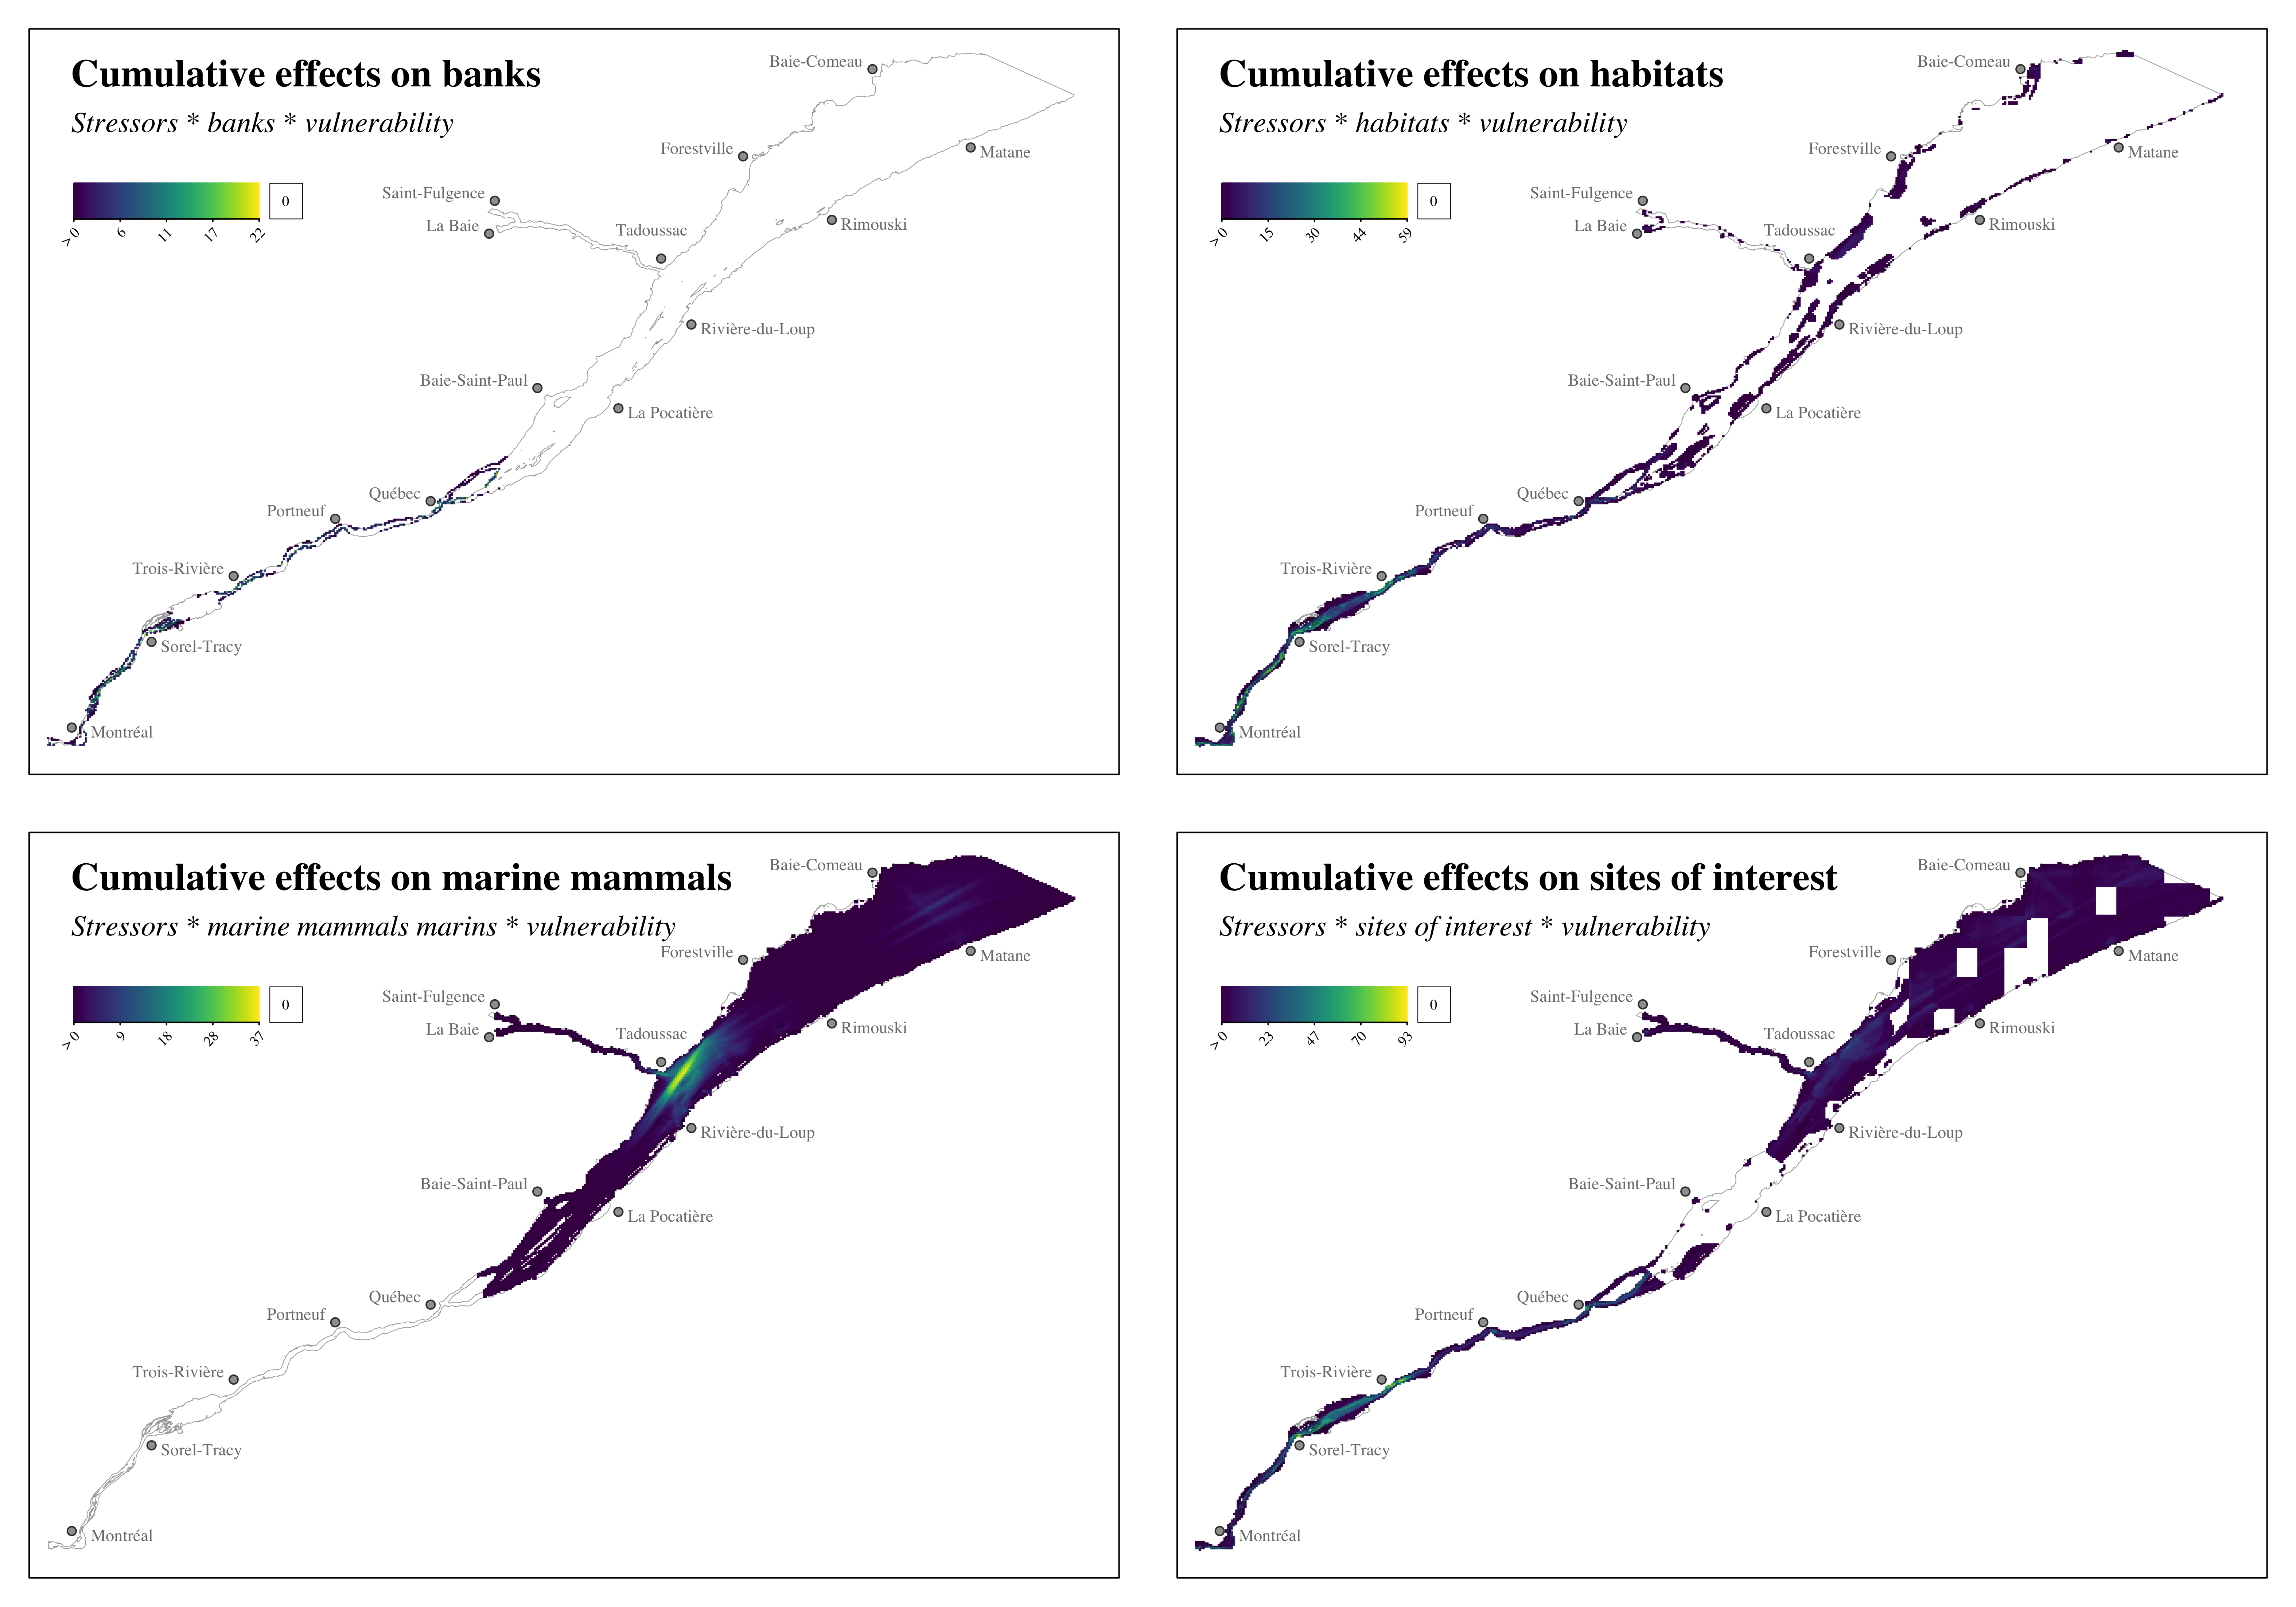 Cumulative effects on banks
Stressors * banks * vulnerability
> 0 6 11 17 22 0
Baie-Comeau
Forestville
Matane
Saint-Fulgence
La Baie
Tadoussac
Rimouski
Rivière-du-Loup
Baie-Saint-Paul
La Pocatière
Québec
Portneuf
Trois-Rivière
Sorel-Tracy
Montréal
Cumulative effects on habitats
Stressors * habitats * vulnerability
> 0 15 30 44 59 0
Baie-Comeau
Forestville
Matane
Saint-Fulgence
La Baie
Tadoussac
Rimouski
Rivière-du-Loup
Baie-Saint-Paul
La Pocatière
Québec
Portneuf
Trois-Rivière
Sorel-Tracy
Montréal
Cumulative effects on marine mammals
Stressors * marine mammals marins * vulnerability
> 0 9 18 28 37 0
Baie-Comeau
Forestville
Matane
Saint-Fulgence
La Baie
Tadoussac
Rimouski
Rivière-du-Loup
Baie-Saint-Paul
La Pocatière
Québec
Portneuf
Trois-Rivière
Sorel-Tracy
Montréal
Cumulative effects on sites of interest
Stressors * sites of interest * vulnerability
> 0 23 47 70 93 0
Baie-Comeau
Forestville
Matane
Saint-Fulgence
La Baie
Tadoussac
Rimouski
Rivière-du-Loup
Baie-Saint-Paul
La Pocatière
Québec
Portneuf
Trois-Rivière
Sorel-Tracy
Montréal